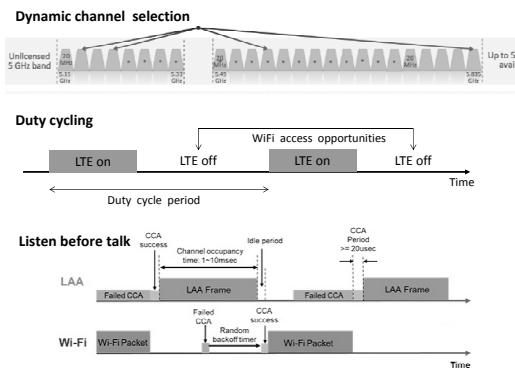 Dynamic channel selection
Unlicensed
5 GHz band
20
MHz
20
MHz
20
MHz
Up to 5
avai
5.15
GHz
5.33
GHz
5.49
GHz
5.835
GHz
Duty cycling
WiFi access opportunities
LTE on
LTE off
LTE on
LTE off
Time
Duty cycle period
Listen before talk
CCA
success
Channel occupancy
time: 1~10msec
Idle period
CCA
Period
>= 20usec
LAA
Failed CCA
LAA Frame
Failed CCA
LAA Frame
Failed
CCA
Random
backoff timer
CCA
success
Wi-Fi
Wi-Fi Packet
Wi-Fi Packet
Time